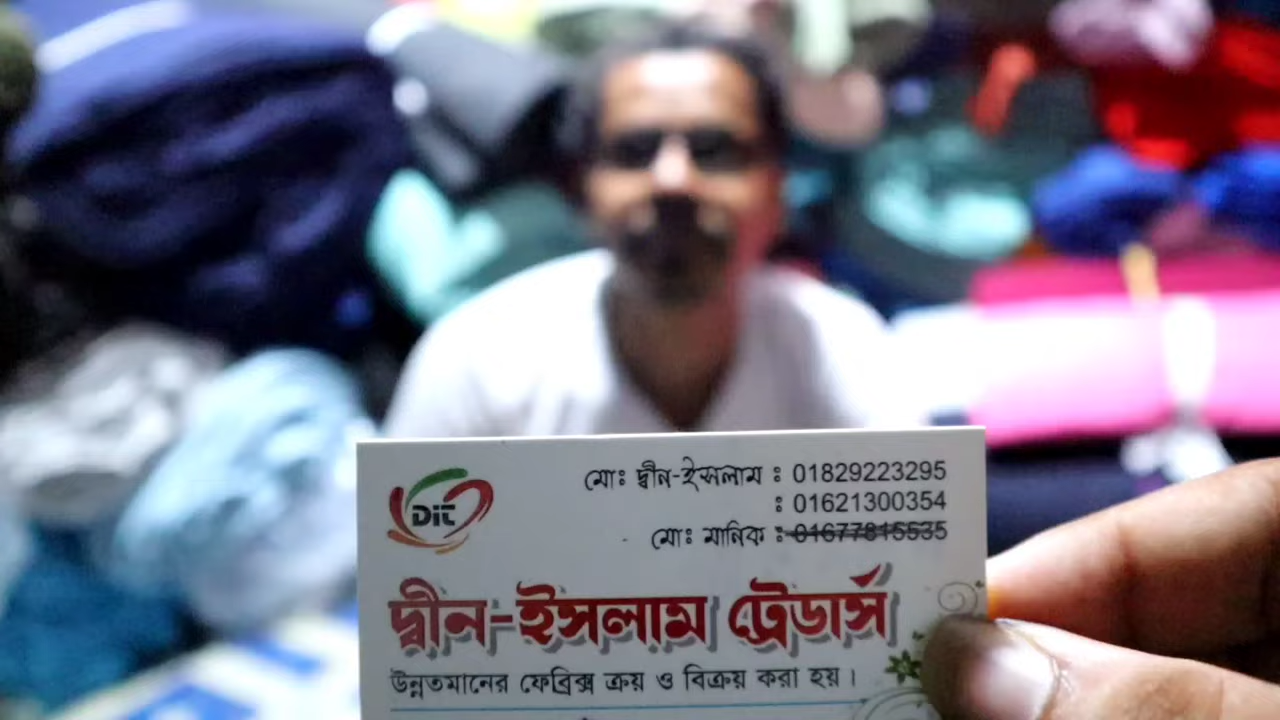 DIT
মোঃ দ্বীন-ইসলাম : 01829223295
: 01621300354
মোঃ মানিক : 01677815535
দ্বীন-ইসলাম ট্রেডার্স
উন্নতমানের ফেব্রিক্স ক্রয় ও বিক্রয় করা হয়।